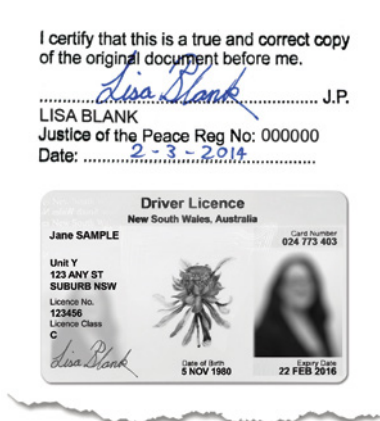 I certify that this is a true and correct copy
of the original document before me.
Lisa Blank J.P.
LISA BLANK
Justice of the Peace Reg No: 000000
Date: 2-3-2014
Driver Licence
New South Wales, Australia
Jane SAMPLE
Card Number
024 773 403
Unit Y
123 ANY ST
SUBURB NSW
Licence No.
123456
Licence Class
C
Lisa Blank
Date of Birth
5 NOV 1980
Expiry Date
22 FEB 2016